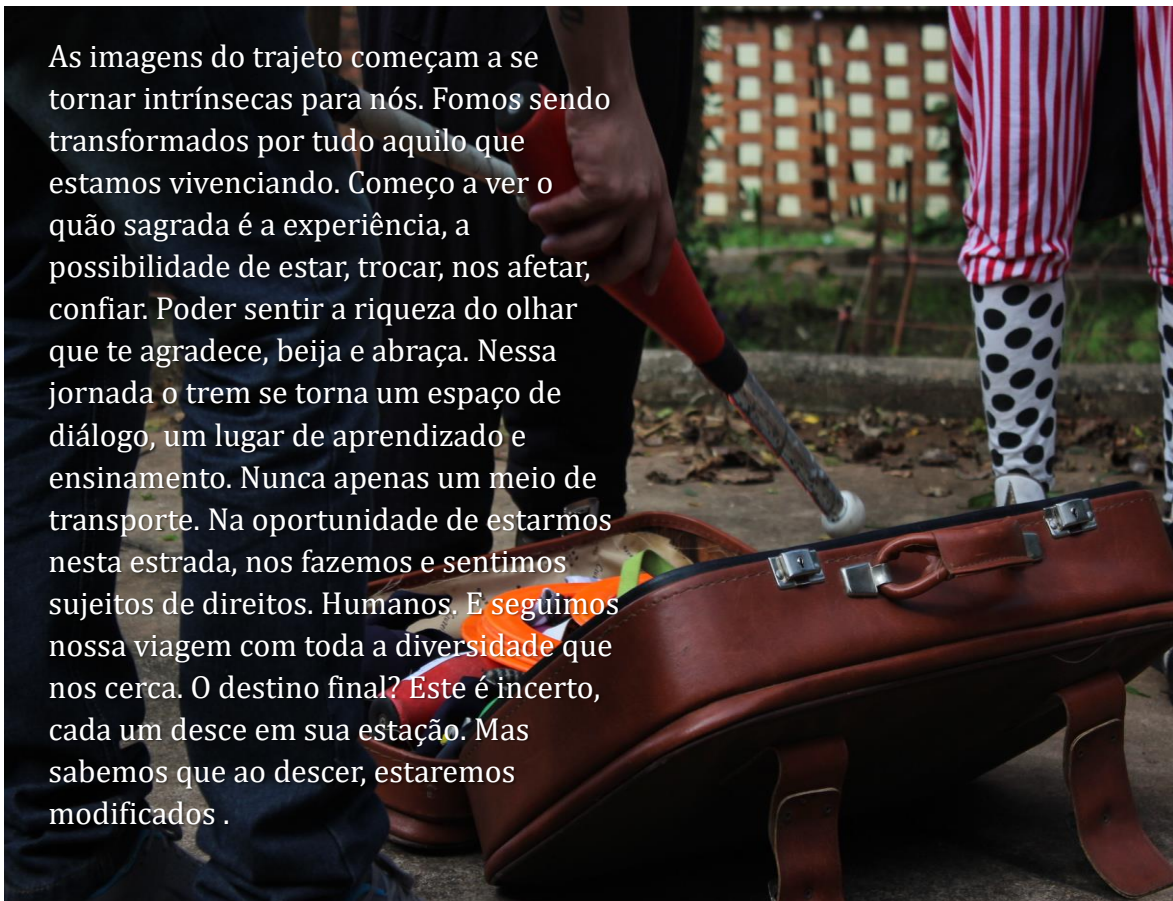 As imagens do trajeto começam a se
tornar intrínsecas para nós. Fomos sendo
transformados por tudo aquilo que
estamos vivenciando. Começo a ver o
quão sagrada é a experiência, a
possibilidade de estar, trocar, nos afetar,
confiar. Poder sentir a riqueza do olhar
que te agradece, beija e abraça. Nessa
jornada o trem se torna um espaço de
diálogo, um lugar de aprendizado e
ensinamento. Nunca apenas um meio de
transporte. Na oportunidade de estarmos
nesta estrada, nos fazemos e sentimos
sujeitos de direitos. Humanos. E seguimos
nossa viagem com toda a diversidade que
nos cerca. O destino final? Este é incerto,
cada um desce em sua estação. Mas
sabemos que ao descer, estaremos
modificados .